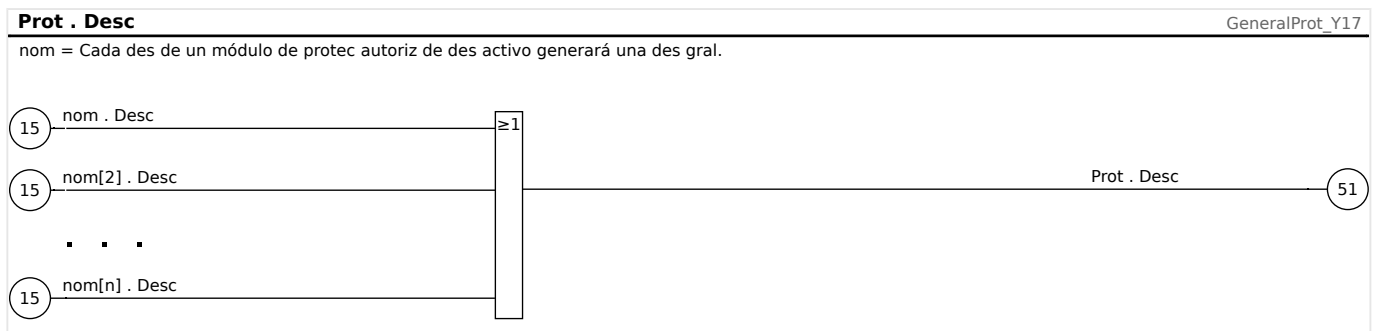 Prot . Desc
GeneralProt_Y17
nom = Cada des de un módulo de protec autoriz de des activo generará una des gral.
15
nom . Desc
≥1
15
nom[2] . Desc
Prot . Desc
51
. . .
15
nom[n] . Desc